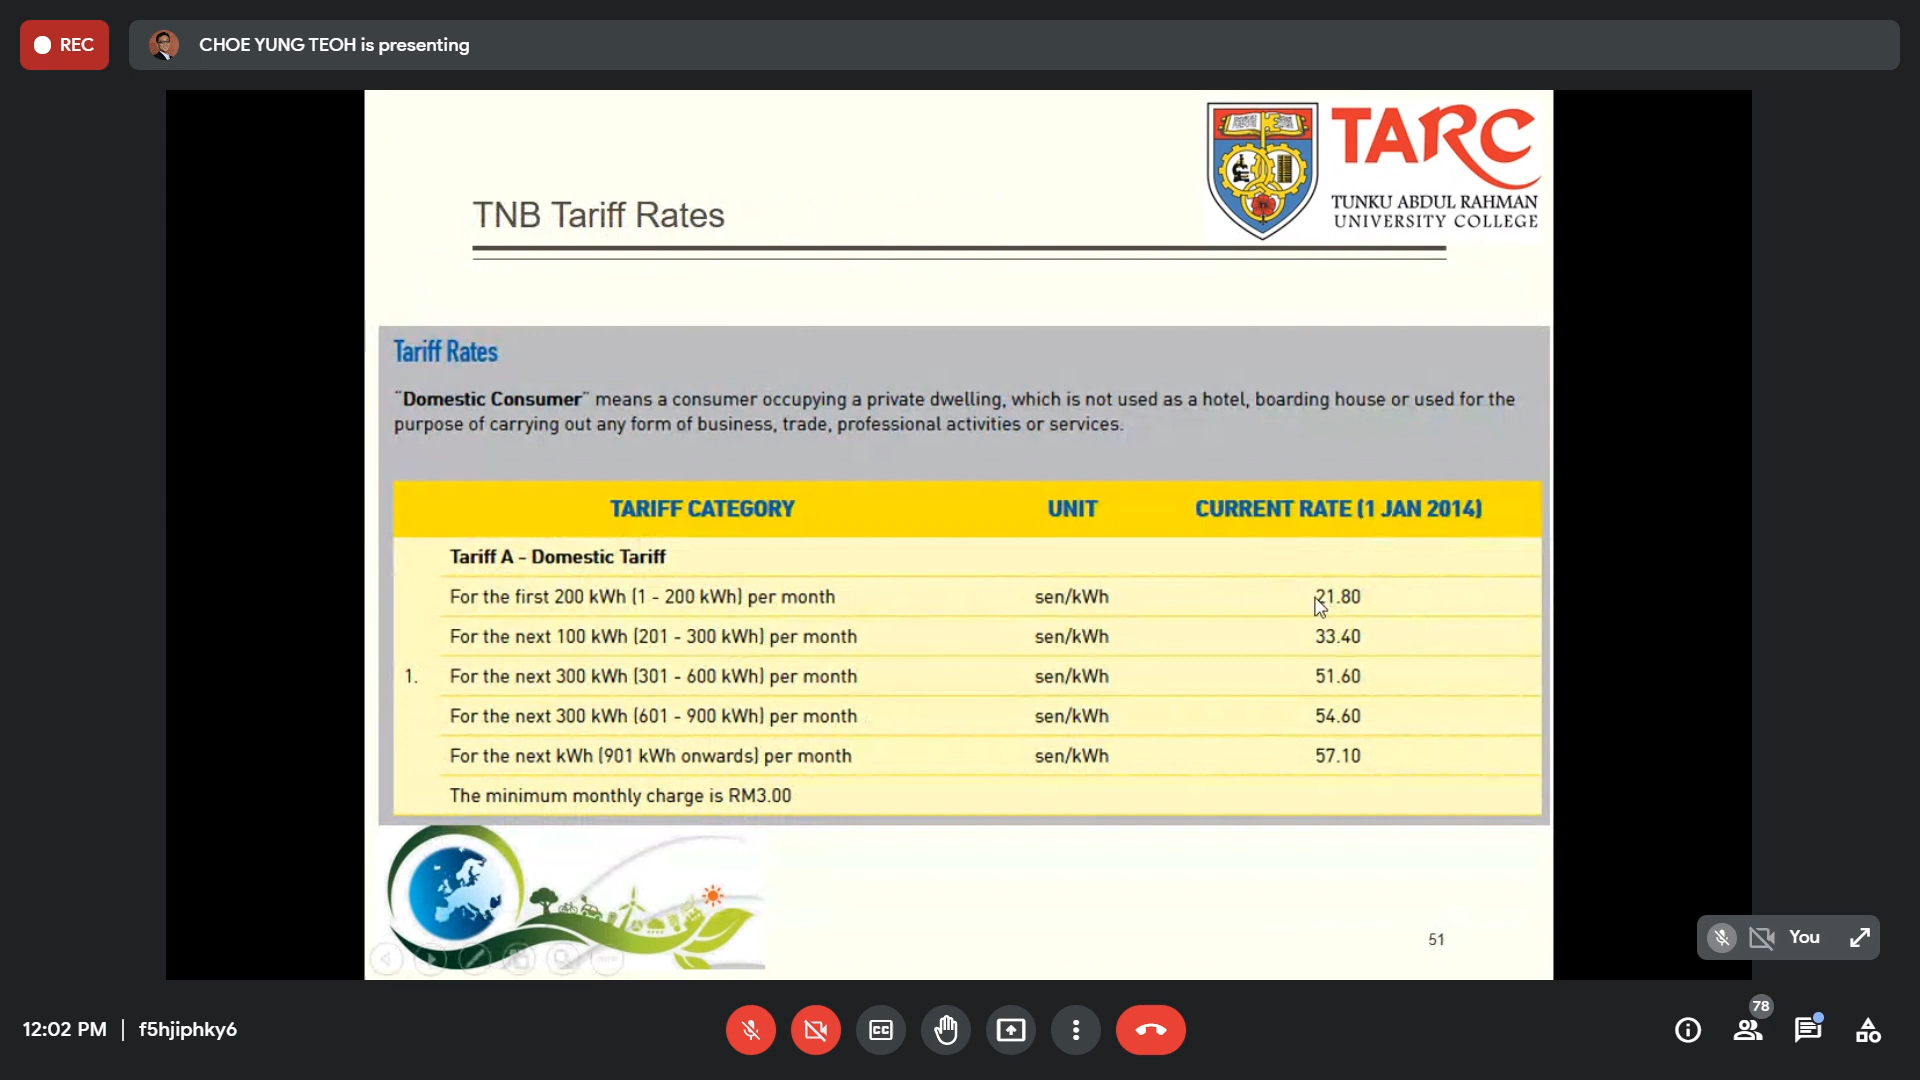 REC
CHOE YUNG TEOH is presenting
TARC
TUNKU ABDUL RAHMAN
UNIVERSITY COLLEGE
TNB Tariff Rates
Tariff Rates
"Domestic Consumer" means a consumer occupying a private dwelling, which is not used as a hotel, boarding house or used for the
purpose of carrying out any form of business, trade, professional activities or services.
TARIFF CATEGORY UNIT CURRENT RATE (1 JAN 2014)
Tariff A - Domestic Tariff
For the first 200 kWh (1 - 200 kWh) per month sen/kWh 21.80
For the next 100 kWh (201 - 300 kWh) per month sen/kWh 33.40
1. For the next 300 kWh (301 - 600 kWh) per month sen/kWh 51.60
For the next 300 kWh (601 - 900 kWh) per month sen/kWh 54.60
For the next kWh (901 kWh onwards) per month sen/kWh 57.10
The minimum monthly charge is RM3.00
51
You
12:02 PM | f5hjiphky6
CC
78